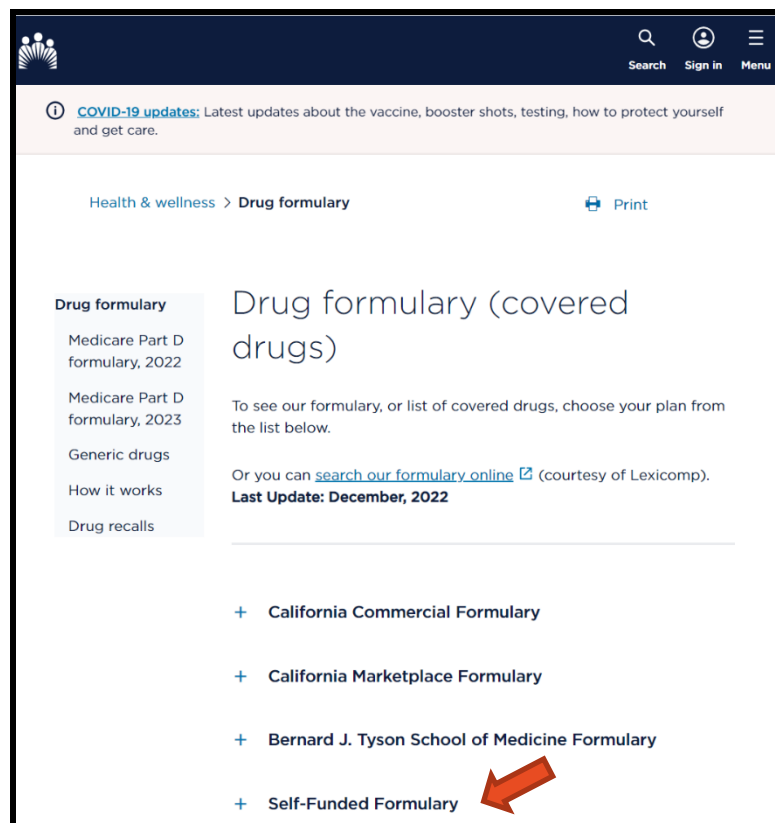 Search Sign in Menu
COVID-19 updates: Latest updates about the vaccine, booster shots, testing, how to protect yourself
and get care.
Health & wellness > Drug formulary
Print
Drug formulary
Medicare Part D
formulary, 2022
Medicare Part D
formulary, 2023
Generic drugs
How it works
Drug recalls
Drug formulary (covered
drugs)
To see our formulary, or list of covered drugs, choose your plan from
the list below.
Or you can search our formulary online (courtesy of Lexicomp).
Last Update: December, 2022
+ California Commercial Formulary
+ California Marketplace Formulary
+ Bernard J. Tyson School of Medicine Formulary
+ Self-Funded Formulary